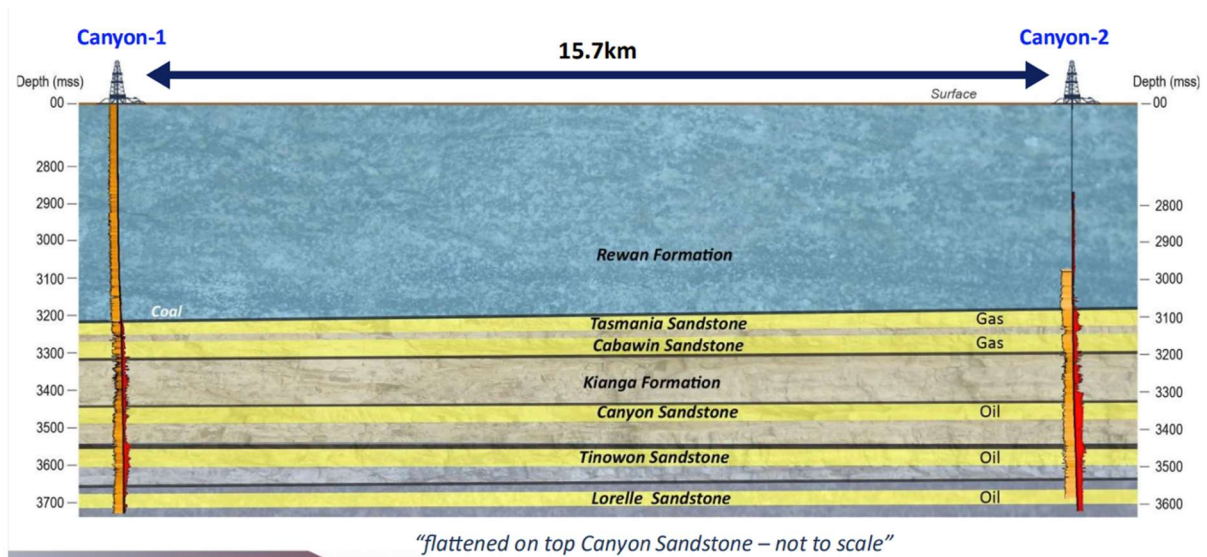 Canyon-1
Canyon-2
15.7km
Depth (mss)
Depth (mss)
Surface
00
00
2800
2900
3000
3100
3200
3300
3400
3500
3600
3700
2800
2900
3000
3100
3200
3300
3400
3500
3600
Rewan Formation
Coal
Tasmania Sandstone
Gas
Cabawin Sandstone
Gas
Kianga Formation
Canyon Sandstone
Oil
Tinowon Sandstone
Oil
Lorelle Sandstone
Oil
“flattened on top Canyon Sandstone – not to scale”